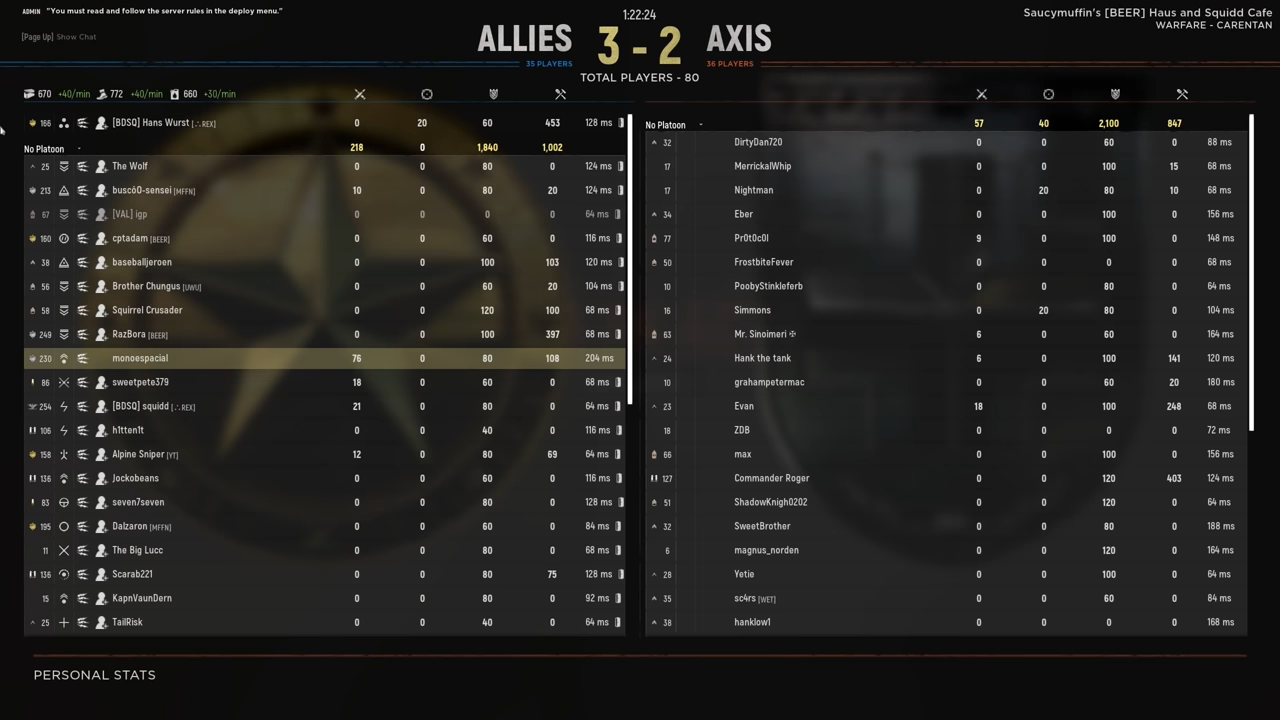 ADMIN "You must read and follow the server rules in the deploy menu."
[Page Up] Show Chat
1:22:24
ALLIES 3 - 2 AXIS
35 PLAYERS 36 PLAYERS
TOTAL PLAYERS - 80
Saucymuffin's [BEER] Haus and Squidd Cafe
WARFARE - CARENTAN
670 +40/min 772 +40/min 660 +30/min
166 [BDSQ] Hans Wurst [.:.REX] 0 20 60 453 128 ms
No Platoon - 218 0 1,840 1,002
25 The Wolf 0 0 80 0 124 ms
213 buscóO-sensei [MFFN] 10 0 80 20 124 ms
67 [VAL] igp 0 0 0 0 64 ms
160 cptadam [BEER] 0 0 60 0 116 ms
38 baseballjeroen 0 0 100 103 120 ms
56 Brother Chungus [UWU] 0 0 60 20 104 ms
58 Squirrel Crusader 0 0 120 100 68 ms
249 RazBora [BEER] 0 0 100 397 68 ms
230 monoespacial 76 0 80 108 204 ms
86 sweetpete379 18 0 60 0 68 ms
254 [BDSQ] squidd [.:.REX] 21 0 80 0 64 ms
106 h1tten1t 0 0 40 0 116 ms
158 Alpine Sniper [YT] 12 0 80 69 64 ms
136 Jockobeans 0 0 60 0 116 ms
83 seven7seven 0 0 80 0 128 ms
195 Dalzaron [MFFN] 0 0 60 0 84 ms
11 The Big Lucc 0 0 80 0 68 ms
136 Scarab221 0 0 80 75 128 ms
15 KapnVaunDern 0 0 80 0 92 ms
25 TailRisk 0 0 40 0 64 ms
No Platoon - 57 40 2,100 847
32 DirtyDan720 0 0 60 0 88 ms
17 MerrickalWhip 0 0 100 15 68 ms
17 Nightman 0 20 80 10 68 ms
34 Eber 0 0 100 0 156 ms
77 Pr0t0c0l 9 0 100 0 148 ms
50 FrostbiteFever 0 0 0 0 68 ms
10 PoobyStinkleferb 0 0 80 0 64 ms
16 Simmons 0 20 80 0 104 ms
63 Mr. Sinoimeri ✠ 6 0 60 0 164 ms
24 Hank the tank 6 0 100 141 120 ms
10 grahampetermac 0 0 60 20 180 ms
23 Evan 18 0 100 248 68 ms
18 ZDB 0 0 0 0 72 ms
66 max 0 0 100 0 156 ms
127 Commander Roger 0 0 120 403 124 ms
51 ShadowKnigh0202 0 0 120 0 64 ms
32 SweetBrother 0 0 80 0 188 ms
6 magnus_norden 0 0 120 0 164 ms
28 Yetie 0 0 100 0 64 ms
35 sc4rs [WET] 0 0 60 0 84 ms
38 hanklow1 0 0 0 0 168 ms
PERSONAL STATS